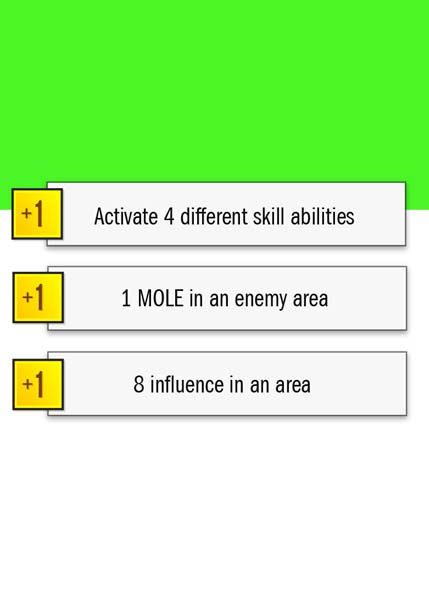 +1 Activate 4 different skill abilities
+1 1 MOLE in an enemy area
+1 8 influence in an area